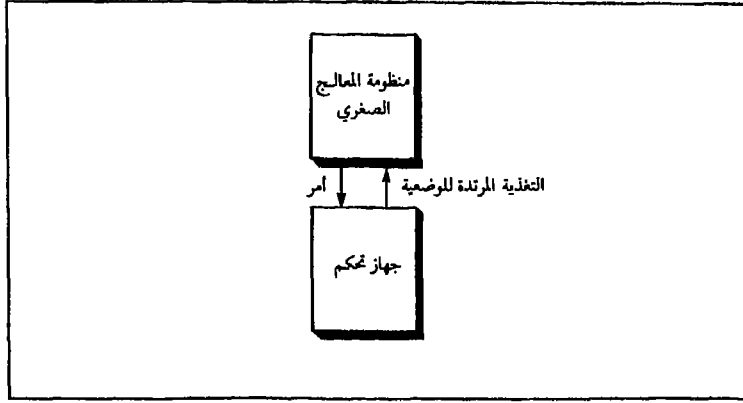 منظومة المعالج
الصغري
أمر
التغذية المرتدة للوضعية
جهاز تحكم